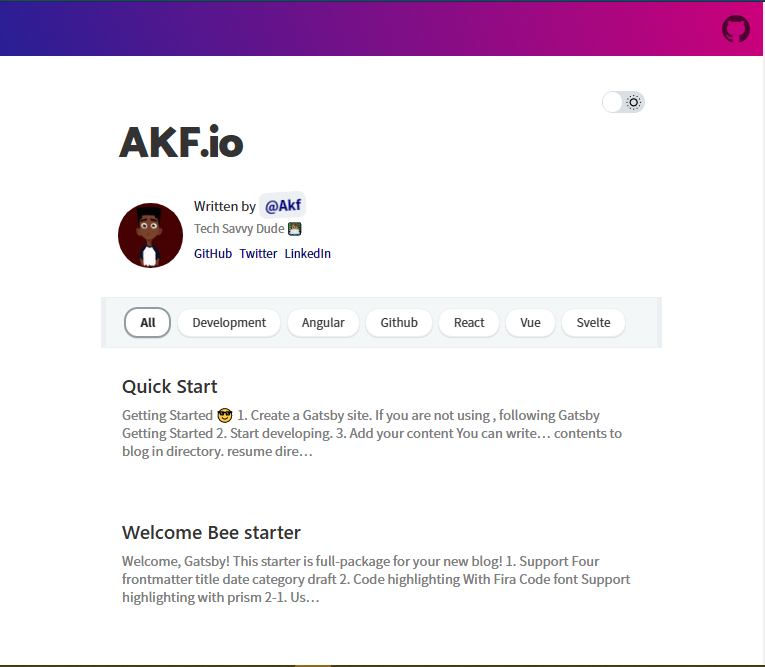 AKF.io
Written by @Akf
Tech Savvy Dude 👨🏾‍💻
GitHub Twitter LinkedIn
All Development Angular Github React Vue Svelte
Quick Start
Getting Started 😎 1. Create a Gatsby site. If you are not using , following Gatsby
Getting Started 2. Start developing. 3. Add your content You can write… contents to
blog in directory. resume dire…
Welcome Bee starter
Welcome, Gatsby! This starter is full-package for your new blog! 1. Support Four
frontmatter title date category draft 2. Code highlighting With Fira Code font Support
highlighting with prism 2-1. Us…